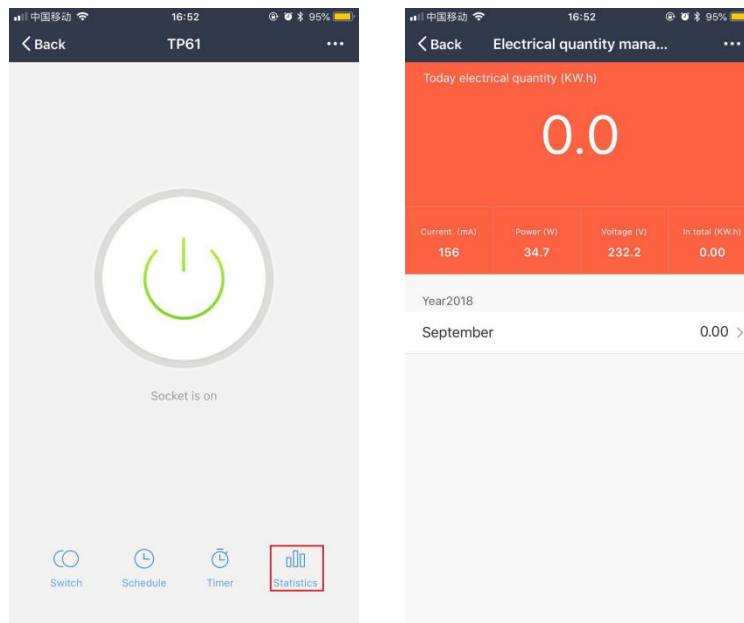 中国移动 16:52 95%
Back TP61
Socket is on
Switch Schedule Timer Statistics
中国移动 16:52 95%
Back Electrical quantity mana...
Today electrical quantity (KW.h)
0.0
Current (mA) Power (W) Voltage (V) In total (KW.h)
156 34.7 232.2 0.00
Year2018
September 0.00